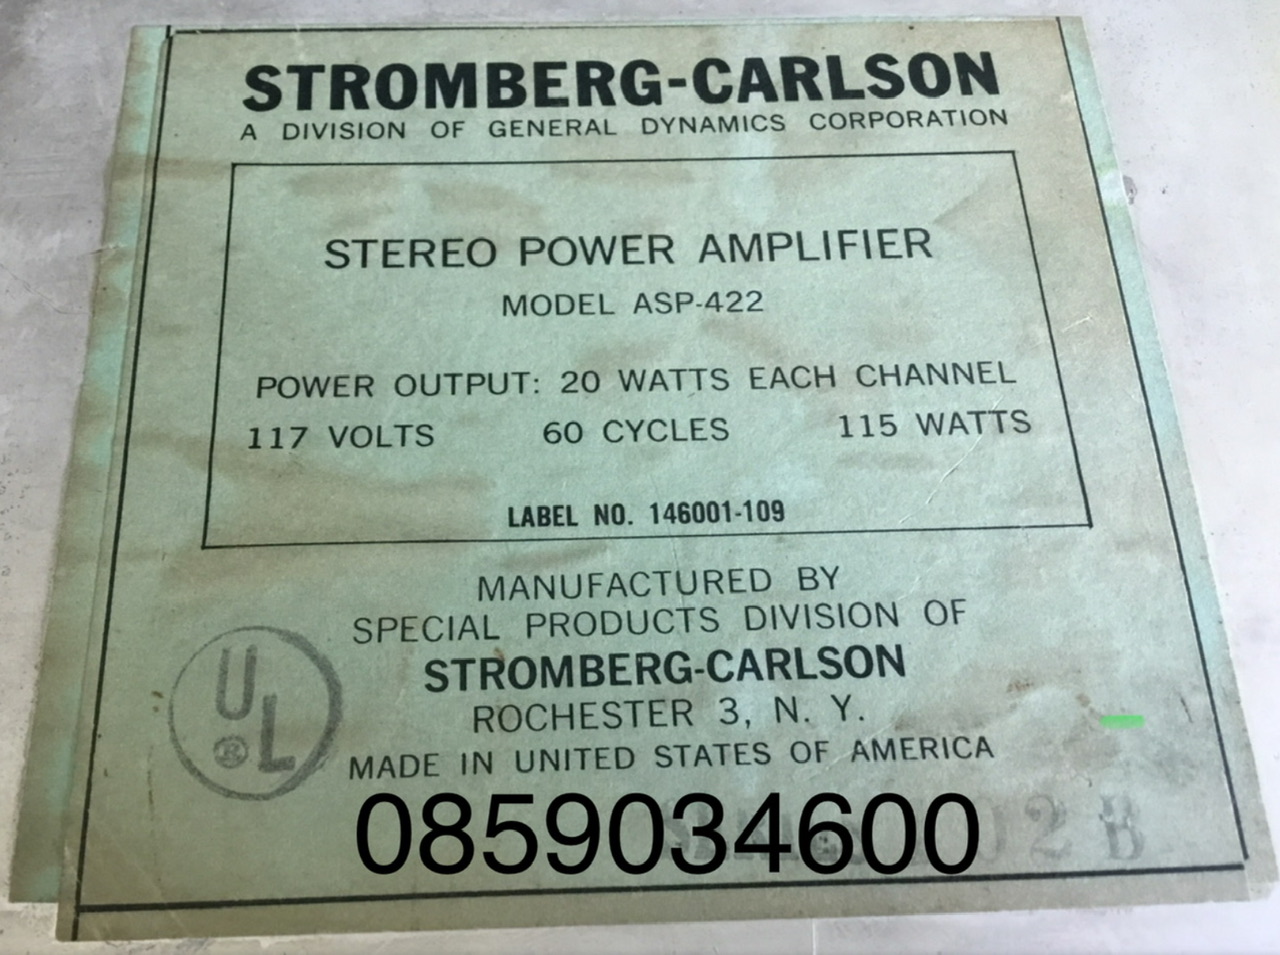 STROMBERG-CARLSON
A DIVISION OF GENERAL DYNAMICS CORPORATION
STEREO POWER AMPLIFIER
MODEL ASP-422
POWER OUTPUT: 20 WATTS EACH CHANNEL
117 VOLTS 60 CYCLES 115 WATTS
LABEL NO. 146001-109
MANUFACTURED BY
SPECIAL PRODUCTS DIVISION OF
STROMBERG-CARLSON
ROCHESTER 3, N. Y.
MADE IN UNITED STATES OF AMERICA
UL
®
0859034600
02 B